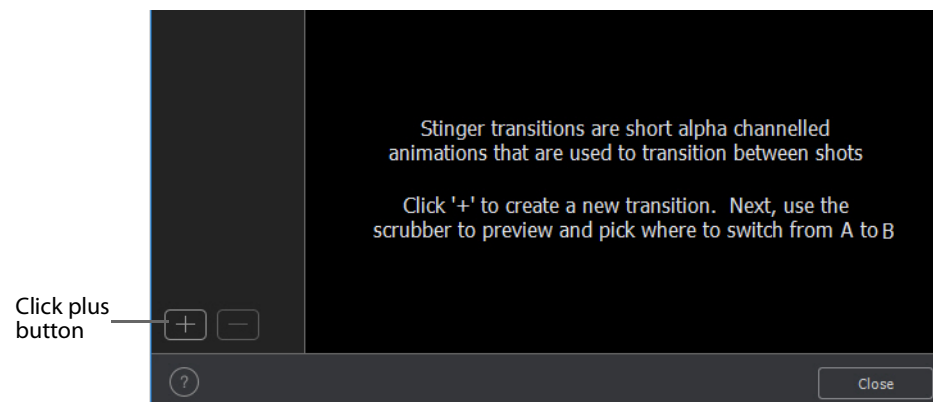 Stinger transitions are short alpha channelled
animations that are used to transition between shots
Click '+' to create a new transition. Next, use the
scrubber to preview and pick where to switch from A to B
Click plus
button
+ −
?
Close